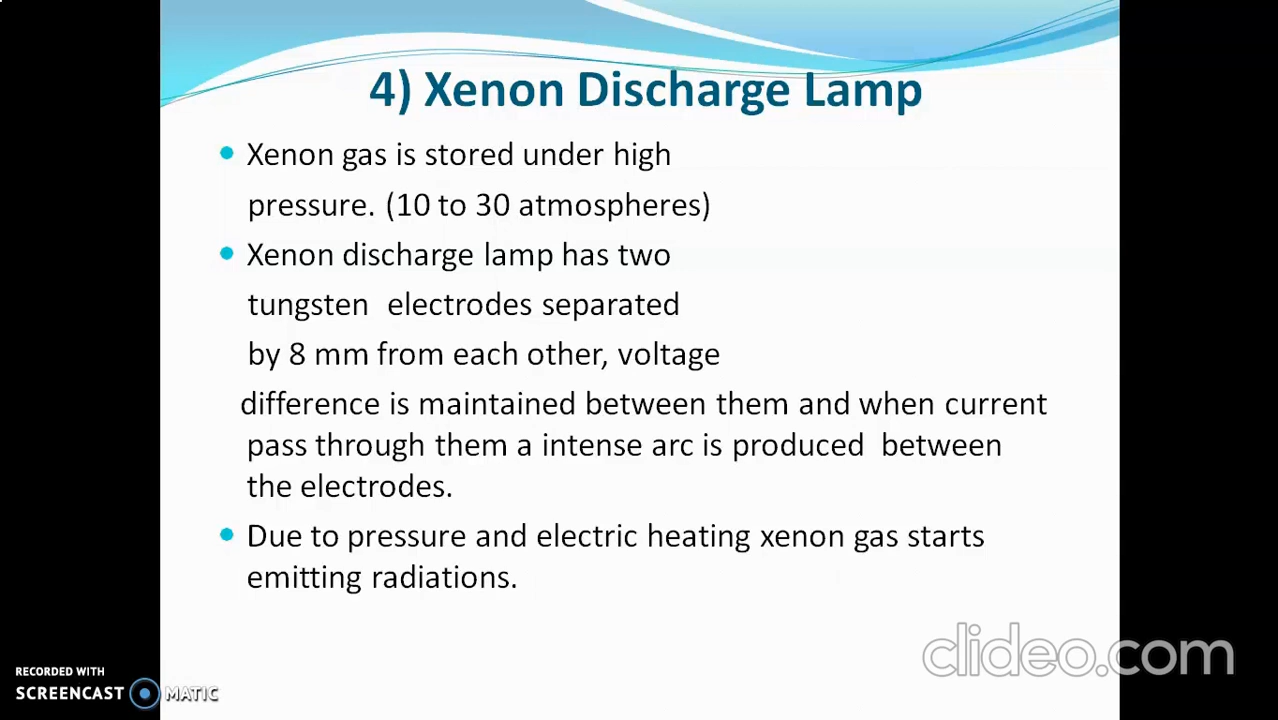 4) Xenon Discharge Lamp
Xenon gas is stored under high
pressure. (10 to 30 atmospheres)
Xenon discharge lamp has two
tungsten electrodes separated
by 8 mm from each other, voltage
difference is maintained between them and when current
pass through them a intense arc is produced between
the electrodes.
Due to pressure and electric heating xenon gas starts
emitting radiations.
clideo.com
RECORDED WITH
SCREENCAST MATIC